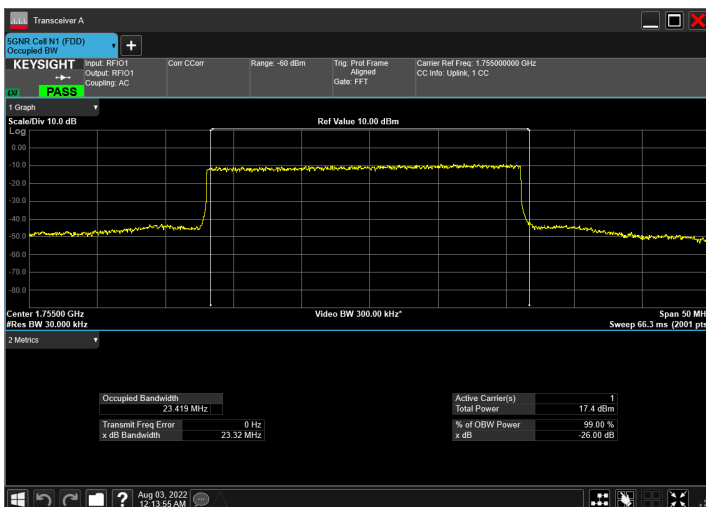 Transceiver A
5GNR Cell N1 (FDD)
Occupied BW
KEYSIGHT
Input: RFIO1
Output: RFIO1
Coupling: AC
Corr CCorr
Range: -60 dBm
Trig: Prot Frame
Aligned
Gate: FFT
Carrier Ref Freq: 1.755000000 GHz
CC Info: Uplink, 1 CC
LXI
PASS
1 Graph
Scale/Div 10.0 dB
Ref Value 10.00 dBm
Log
0.00
-10.0
-20.0
-30.0
-40.0
-50.0
-60.0
-70.0
-80.0
Center 1.75500 GHz
Video BW 300.00 kHz*
Span 50 MH
#Res BW 30.000 kHz
Sweep 66.3 ms (2001 pts
2 Metrics
Occupied Bandwidth
23.419 MHz
Transmit Freq Error 0 Hz
x dB Bandwidth 23.32 MHz
Active Carrier(s) 1
Total Power 17.4 dBm
% of OBW Power 99.00 %
x dB -26.00 dB
?
Aug 03, 2022
12:13:55 AM